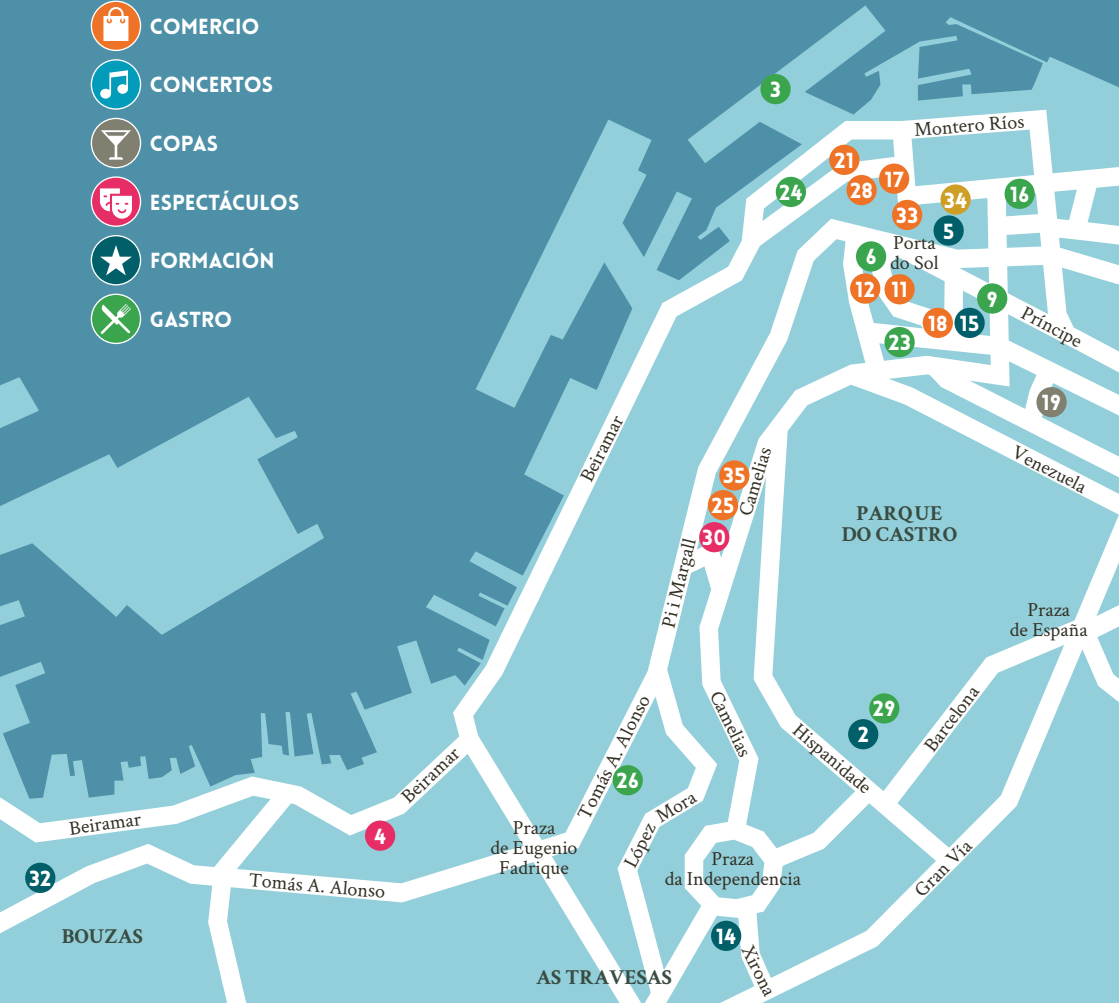 COMERCIO
CONCERTOS
COPAS
ESPECTÁCULOS
FORMACIÓN
GASTRO
3
Montero Ríos
21
17
28
24
34
16
33
5
Porta
do Sol
6
12
11
9
18
15
Príncipe
23
19
Venezuela
Beiramar
35
Camelias
25
30
PARQUE
DO CASTRO
Pi i Margall
Praza
de España
Camelias
29
2
Barcelona
Hispanidade
Tomás A. Alonso
26
Beiramar
López Mora
Beiramar
4
Praza
de Eugenio
Fadrique
Praza
da Independencia
Gran Vía
32
Tomás A. Alonso
BOUZAS
14
Xirona
AS TRAVESAS